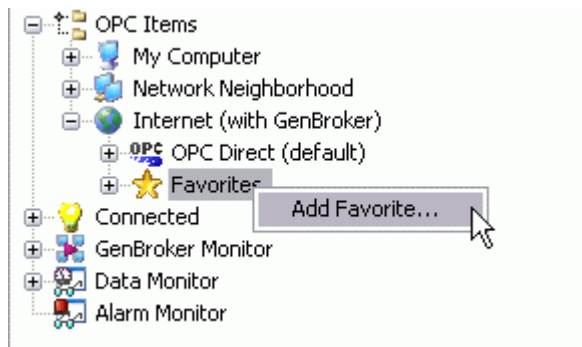 OPC Items
My Computer
Network Neighborhood
Internet (with GenBroker)
OPC OPC Direct (default)
Favorites
Add Favorite...
Connected
GenBroker Monitor
Data Monitor
Alarm Monitor